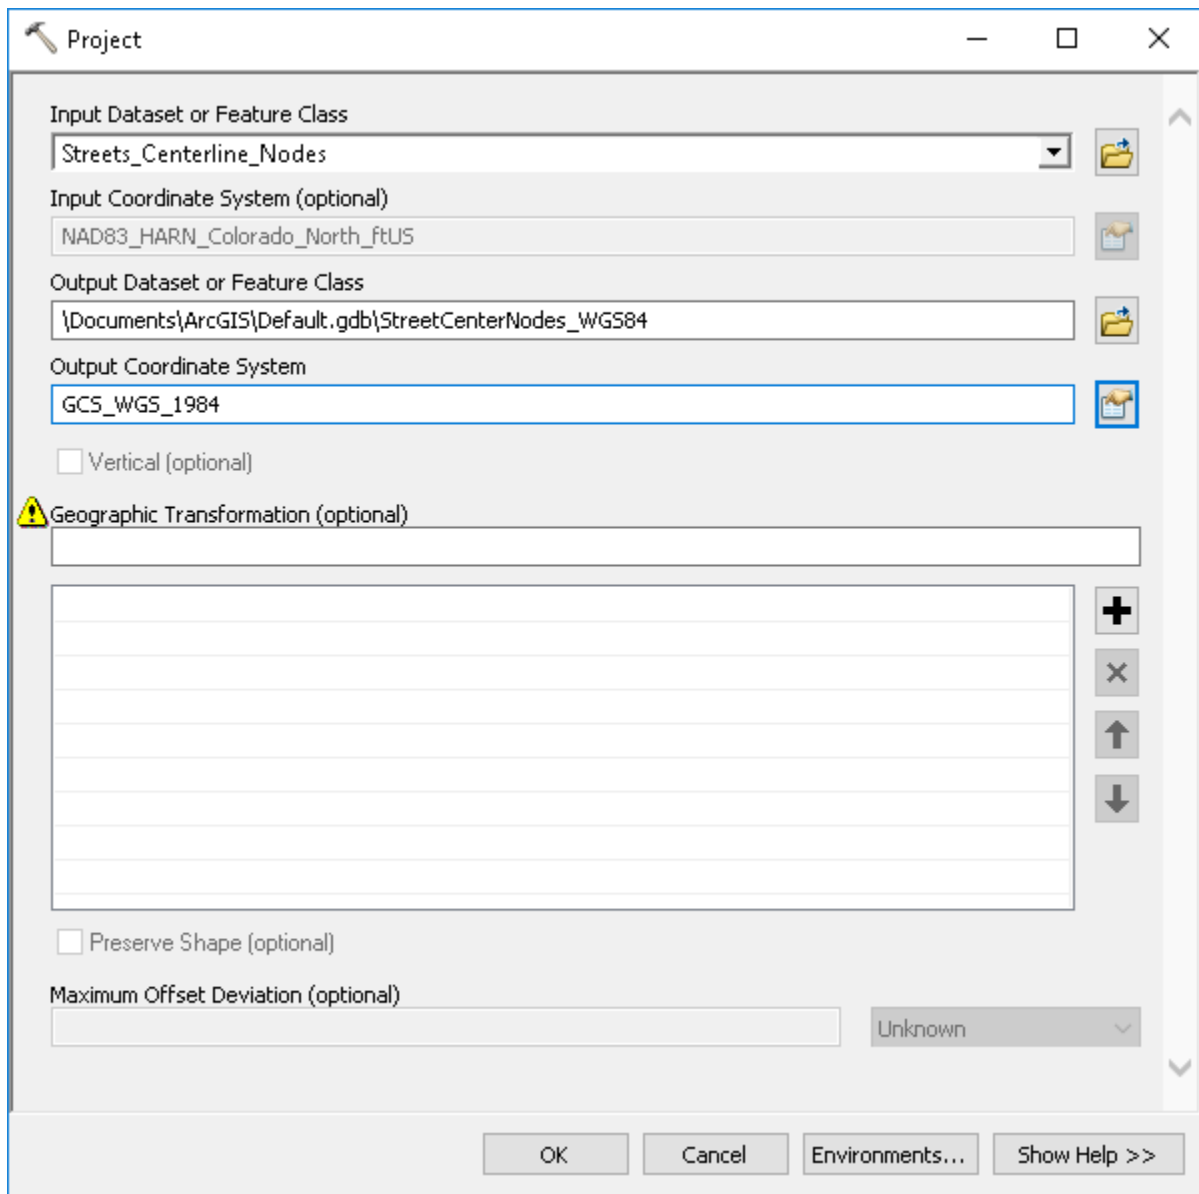 Project
Input Dataset or Feature Class
Streets_Centerline_Nodes
Input Coordinate System (optional)
NAD83_HARN_Colorado_North_ftUS
Output Dataset or Feature Class
\Documents\ArcGIS\Default.gdb\StreetCenterNodes_WGS84
Output Coordinate System
GCS_WGS_1984
Vertical (optional)
Geographic Transformation (optional)
Preserve Shape (optional)
Maximum Offset Deviation (optional)
Unknown
OK Cancel Environments... Show Help >>